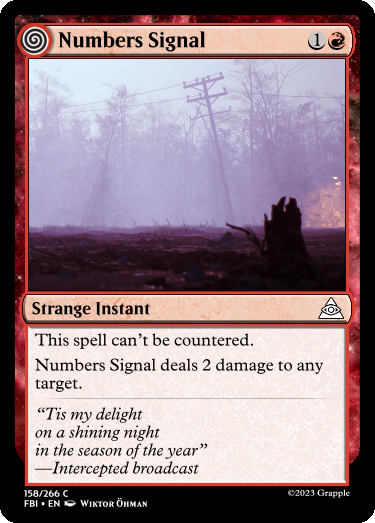 Numbers Signal 1
Strange Instant
This spell can't be countered.
Numbers Signal deals 2 damage to any
target.
“Tis my delight
on a shining night
in the season of the year”
—Intercepted broadcast
158/266 C
FBI • EN Wiktor Öhman
©2023 Grapple